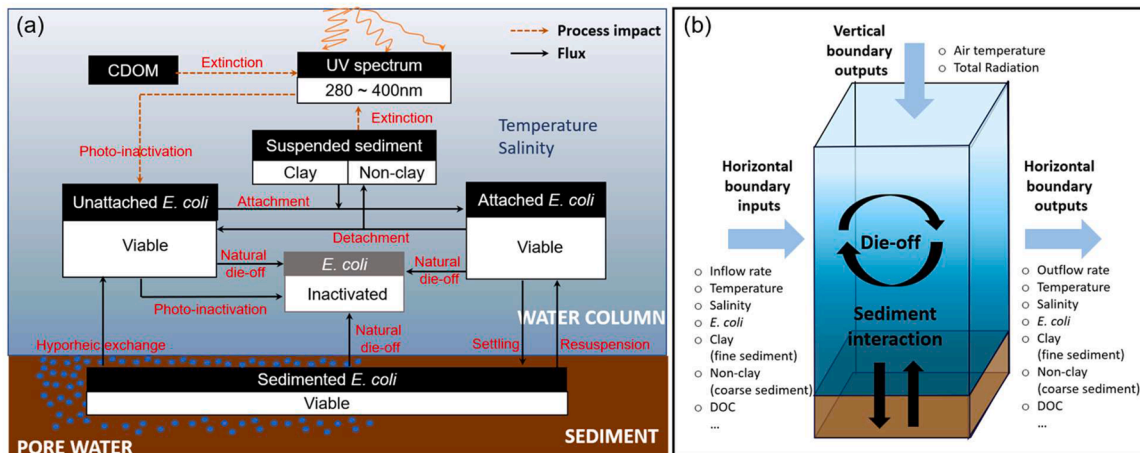 (a)
Process impact
Flux
CDOM
Extinction
UV spectrum
280 ~ 400nm
Extinction
Photo-inactivation
Suspended sediment
Clay
Non-clay
Temperature
Salinity
Unattached E. coli
Viable
Attachment
Detachment
Attached E. coli
Viable
Natural
die-off
E. coli
Inactivated
Natural
die-off
Photo-inactivation
WATER COLUMN
Hyporheic exchange
Natural
die-off
Settling
Resuspension
Sedimented E. coli
Viable
PORE WATER
SEDIMENT
(b)
Vertical
boundary
outputs
○ Air temperature
○ Total Radiation
Horizontal
boundary
inputs
○ Inflow rate
○ Temperature
○ Salinity
○ E. coli
○ Clay
(fine sediment)
○ Non-clay
(coarse sediment)
○ DOC
...
Die-off
Sediment
interaction
Horizontal
boundary
outputs
○ Outflow rate
○ Temperature
○ Salinity
○ E. coli
○ Clay
(fine sediment)
○ Non-clay
(coarse sediment)
○ DOC
...